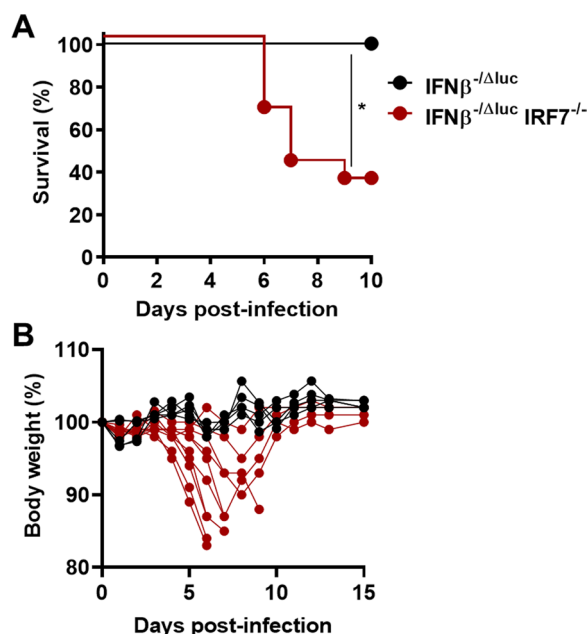 A
Survival (%)
100
80
60
40
20
0
0 2 4 6 8 10
Days post-infection
*
IFNβ-/Δluc
IFNβ-/Δluc IRF7-/-
B
Body weight (%)
110
100
90
80
0 5 10 15
Days post-infection